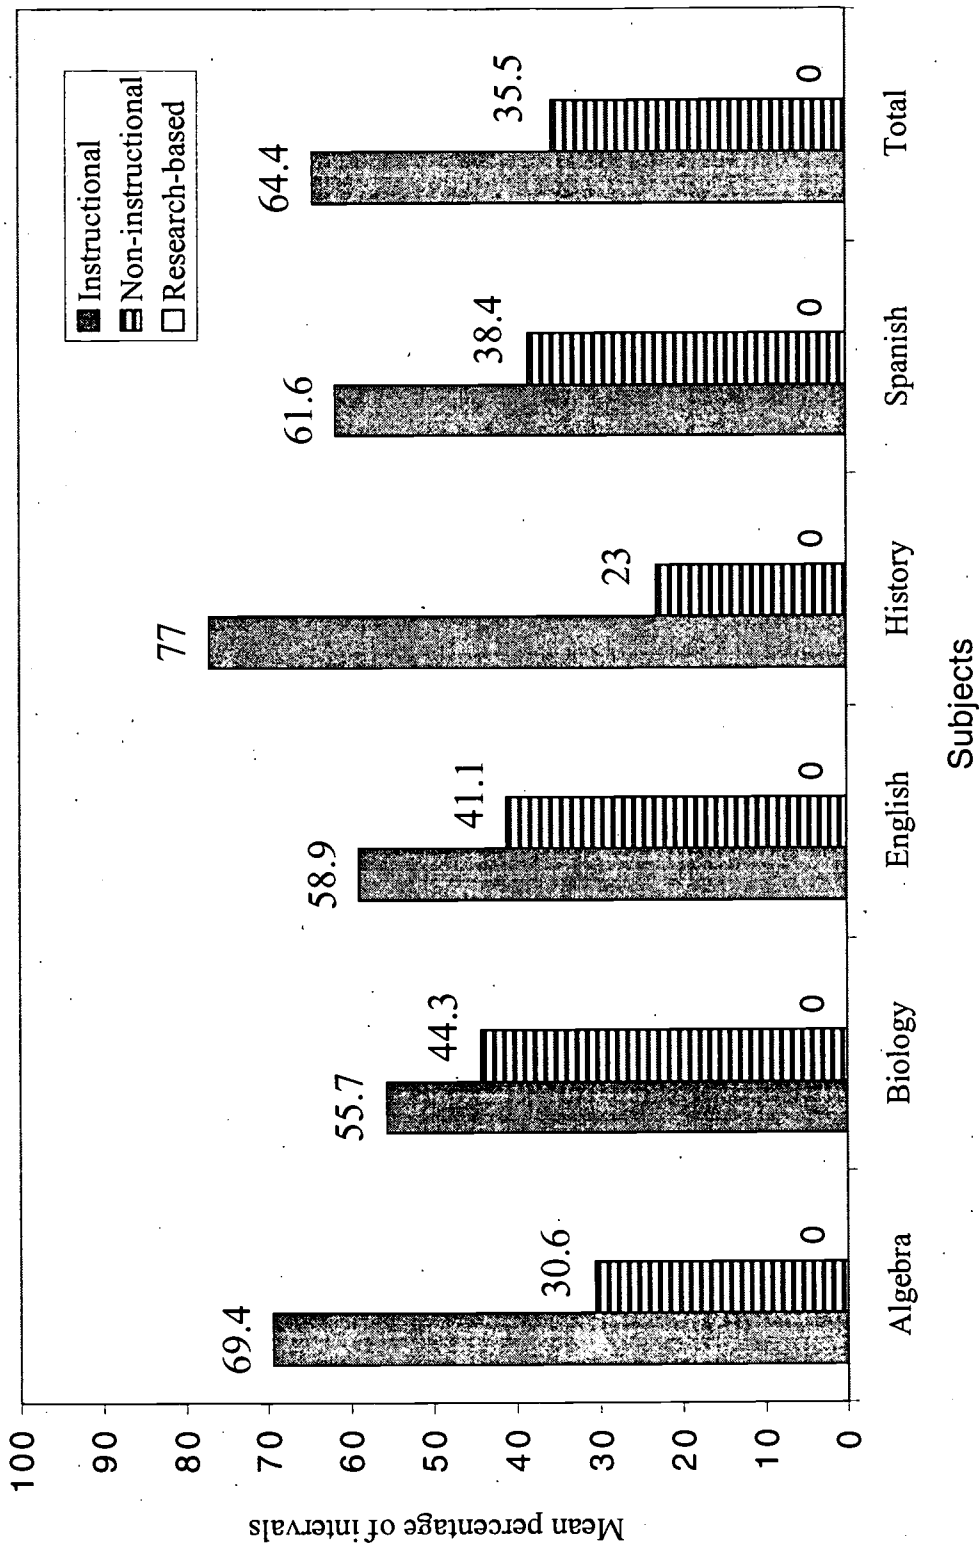 Mean percentage of intervals
100
90
80
70
60
50
40
30
20
10
0
Instructional
Non-instructional
Research-based
69.4
30.6
0
55.7
44.3
0
58.9
41.1
0
77
23
0
61.6
38.4
0
64.4
35.5
0
Algebra
Biology
English
History
Spanish
Total
Subjects